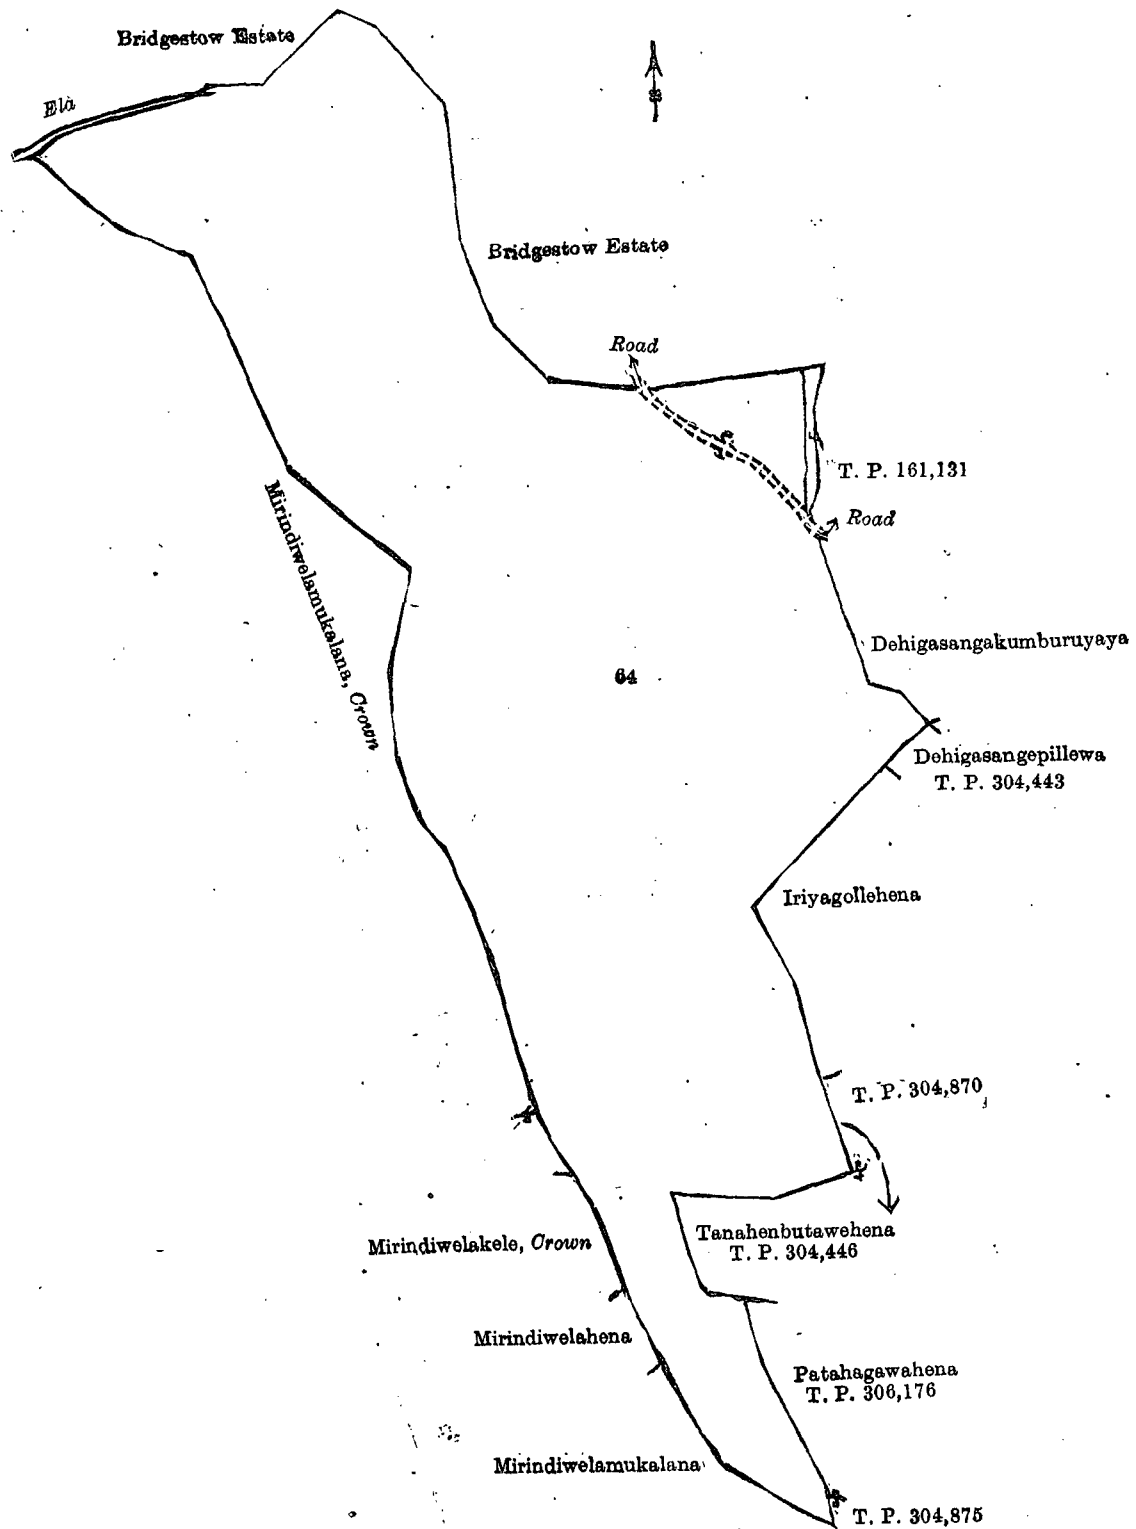 Bridgestow Estate
Elà
Bridgestow Estate
Road
T. P. 161,131
Road
Mirindiwelamukalana, Crown
Dehigasangakumburuyaya
64
Dehigasangepillewa
T. P. 304,443
Iriyagollehena
T. P. 304,870
Tanahenbutawehena
T. P. 304,446
Mirindiwelakele, Crown
Mirindiwelahena
Patahagawahena
T. P. 306,176
Mirindiwelamukalana
T. P. 304,875